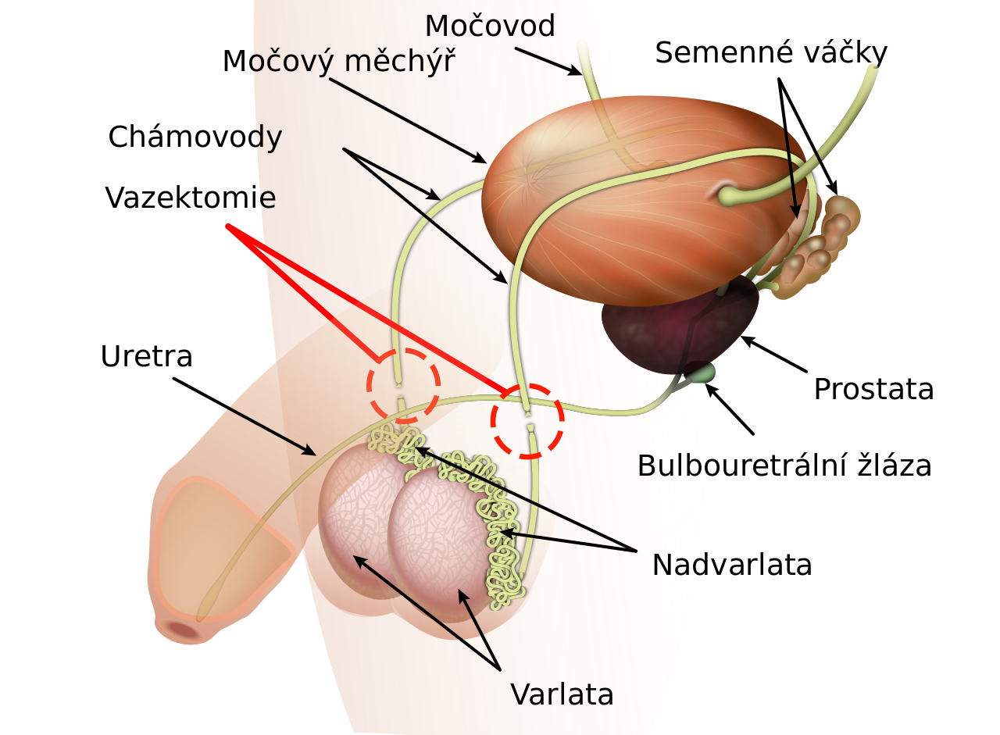 Močovod
Močový měchýř
Semenné váčky
Chámovody
Vazektomie
Uretra
Prostata
Bulbouretrální žláza
Nadvarlata
Varlata